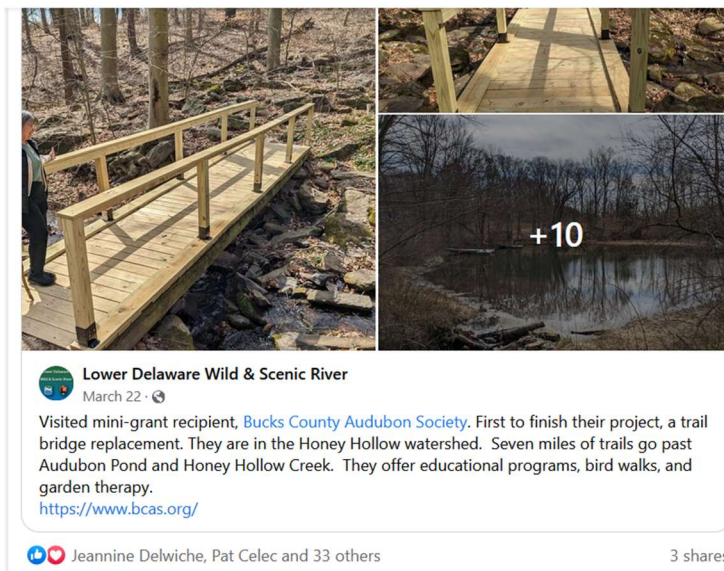 +10
Lower Delaware Wild & Scenic River
March 22 ·
Visited mini-grant recipient, Bucks County Audubon Society. First to finish their project, a trail
bridge replacement. They are in the Honey Hollow watershed.  Seven miles of trails go past
Audubon Pond and Honey Hollow Creek.  They offer educational programs, bird walks, and
garden therapy.
https://www.bcas.org/
Jeannine Delwiche, Pat Celec and 33 others
3 shares